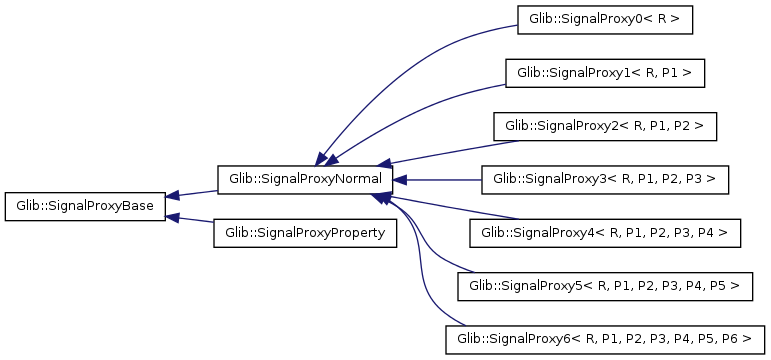 Glib::SignalProxy0< R >
Glib::SignalProxy1< R, P1 >
Glib::SignalProxy2< R, P1, P2 >
Glib::SignalProxyNormal
Glib::SignalProxy3< R, P1, P2, P3 >
Glib::SignalProxyBase
Glib::SignalProxyProperty
Glib::SignalProxy4< R, P1, P2, P3, P4 >
Glib::SignalProxy5< R, P1, P2, P3, P4, P5 >
Glib::SignalProxy6< R, P1, P2, P3, P4, P5, P6 >